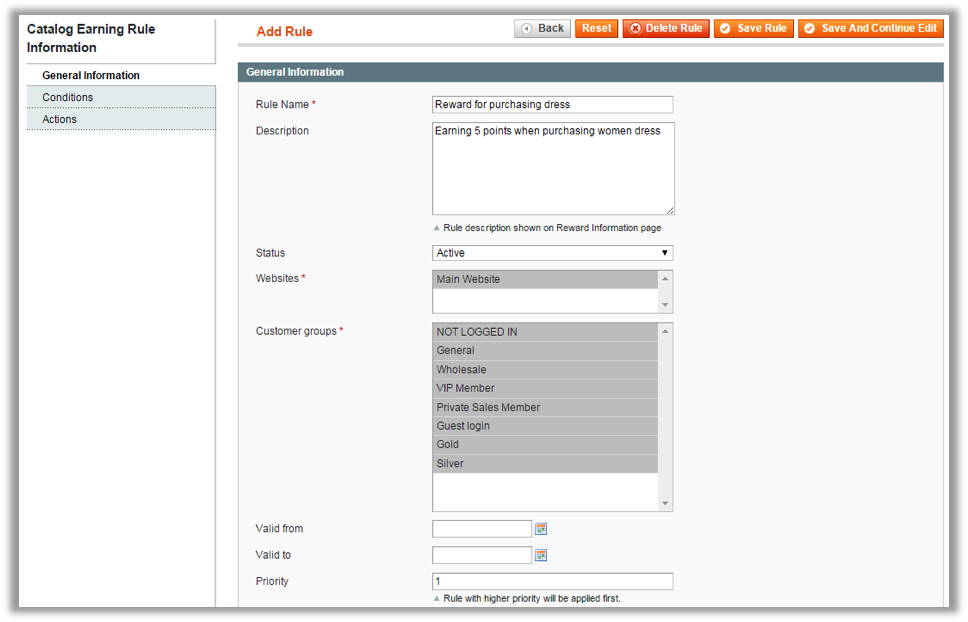 Catalog Earning Rule
Information
General Information
Conditions
Actions
Add Rule
Back
Reset
Delete Rule
Save Rule
Save And Continue Edit
General Information
Rule Name *
Reward for purchasing dress
Description
Earning 5 points when purchasing women dress
Rule description shown on Reward Information page
Status
Active
Websites *
Main Website
Customer groups *
NOT LOGGED IN
General
Wholesale
VIP Member
Private Sales Member
Guest login
Gold
Silver
Valid from
Valid to
Priority
1
Rule with higher priority will be applied first.